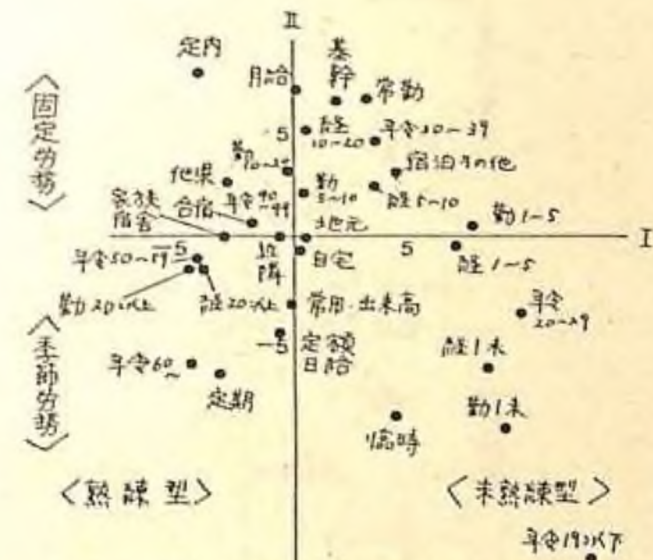 II
定内
月給
基幹
常勤
〈固定労務〉
5
経10~20
年令30~39
勤10~20
宿泊その他
他県
勤5~10
経5~10
家族宿舎
合宿
年令40~49
土地元
勤1~5
I
年令50~59
-5
近隣
自宅
5
経1~5
勤20以上
経20以上
常用・出来高
年令20~29
〈季節労務〉
-5
定額日給
経1未
年令60~
定期
勤1未
臨時
〈熟練型〉
〈未熟練型〉
年令19以下